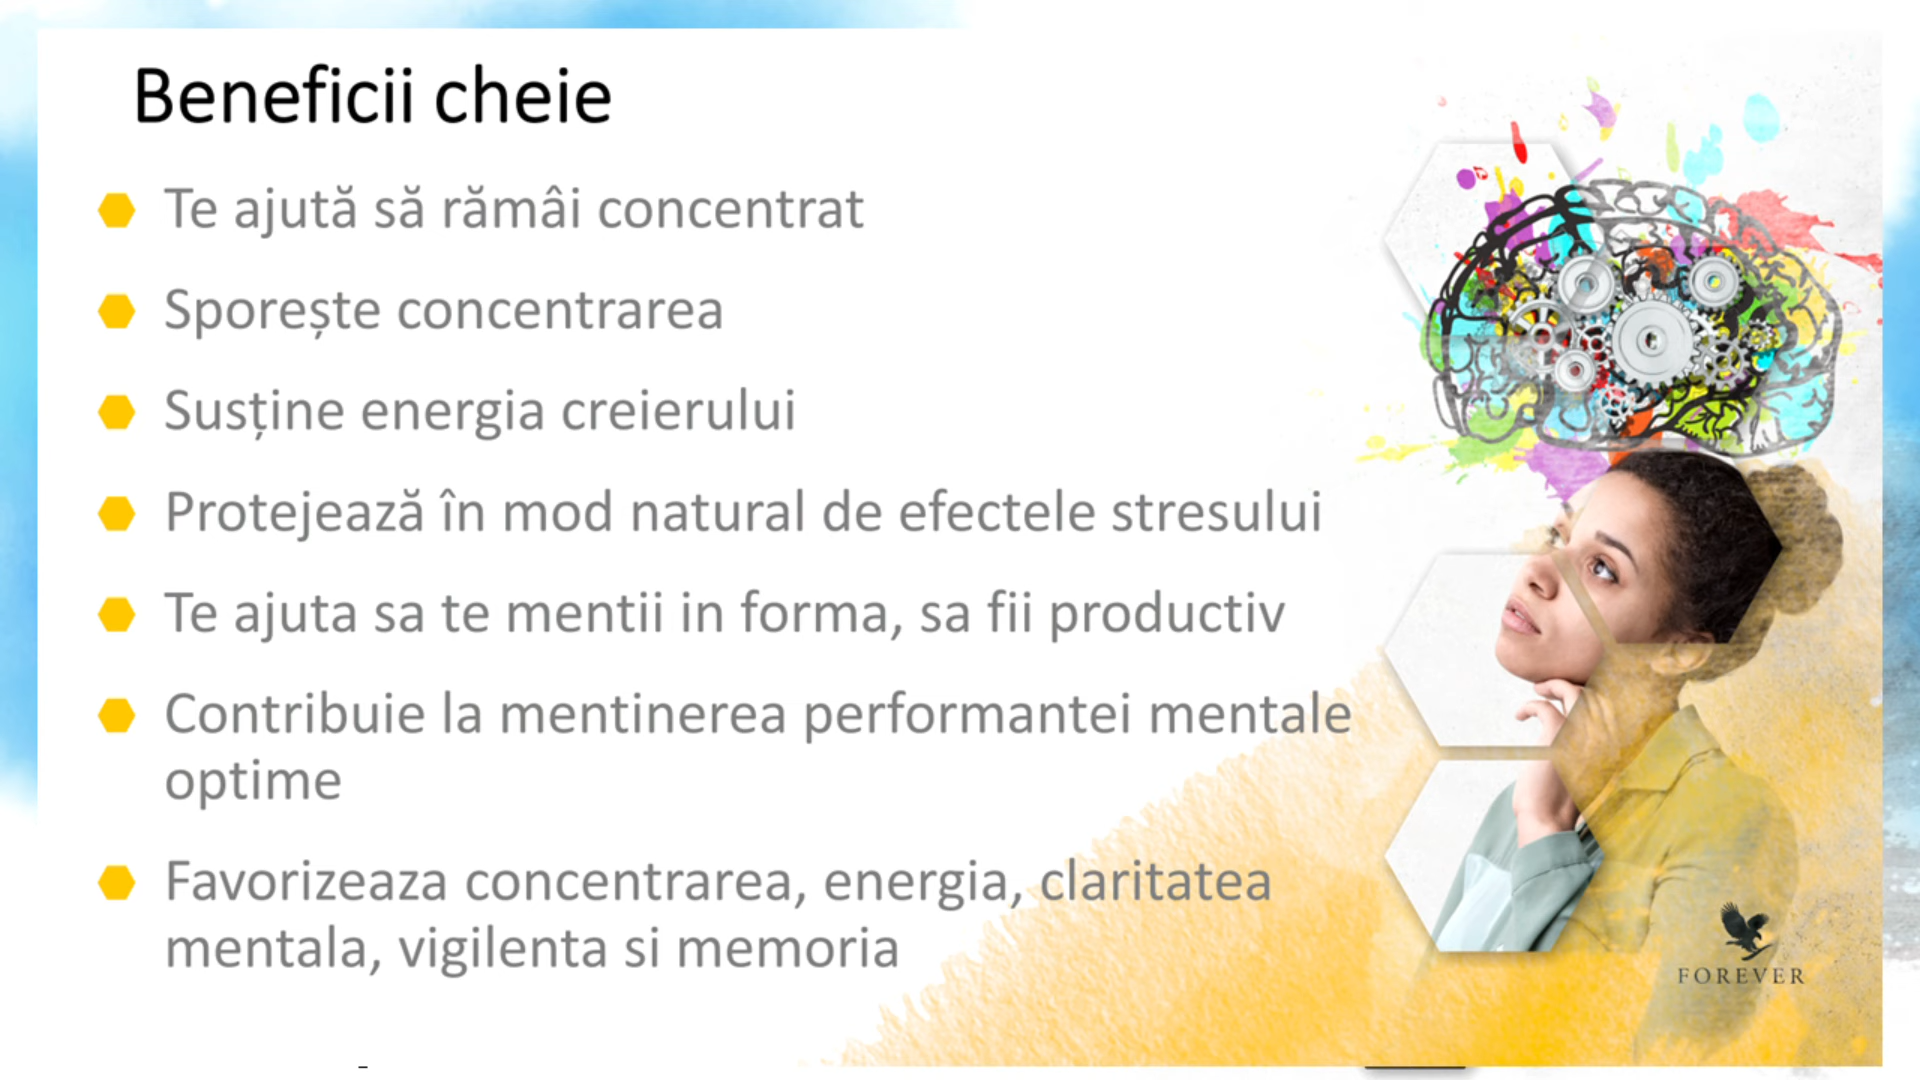 Beneficii cheie
Te ajută să rămâi concentrat
Sporește concentrarea
Susține energia creierului
Protejează în mod natural de efectele stresului
Te ajuta sa te mentii in forma, sa fii productiv
Contribuie la mentinerea performantei mentale
optime
Favorizeaza concentrarea, energia, claritatea
mentala, vigilenta si memoria
FOREVER